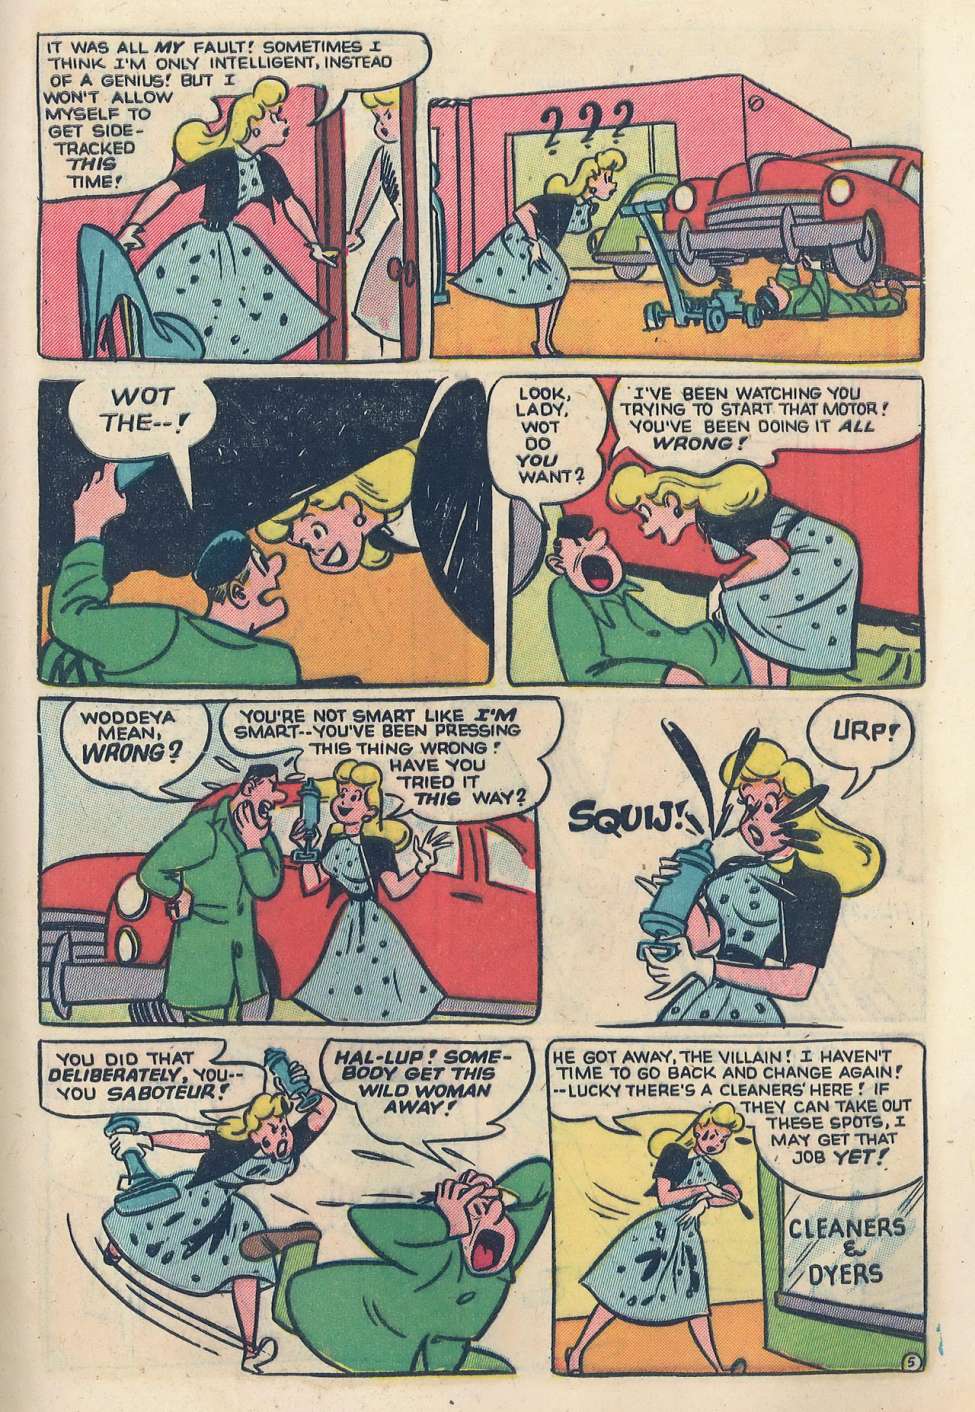 IT WAS ALL MY FAULT! SOMETIMES I
THINK I'M ONLY INTELLIGENT, INSTEAD
OF A GENIUS! BUT I
WON'T ALLOW
MYSELF TO
GET SIDE-
TRACKED
THIS
TIME!
? ? ?
WOT
THE--!
LOOK,
LADY,
WOT
DO
YOU
WANT?
I'VE BEEN WATCHING YOU
TRYING TO START THAT MOTOR!
YOU'VE BEEN DOING IT ALL
WRONG!
WODDEYA
MEAN,
WRONG?
YOU'RE NOT SMART LIKE I'M
SMART--YOU'VE BEEN PRESSING
THIS THING WRONG!
HAVE YOU
TRIED IT
THIS WAY?
SQUIJ!
URP!
YOU DID THAT
DELIBERATELY, YOU--
YOU SABOTEUR!
HAL-LUP! SOME-
BODY GET THIS
WILD WOMAN
AWAY!
HE GOT AWAY, THE VILLAIN! I HAVEN'T
TIME TO GO BACK AND CHANGE AGAIN!
--LUCKY THERE'S A CLEANERS' HERE! IF
THEY CAN TAKE OUT
THESE SPOTS, I
MAY GET THAT
JOB YET!
CLEANERS
&
DYERS
5